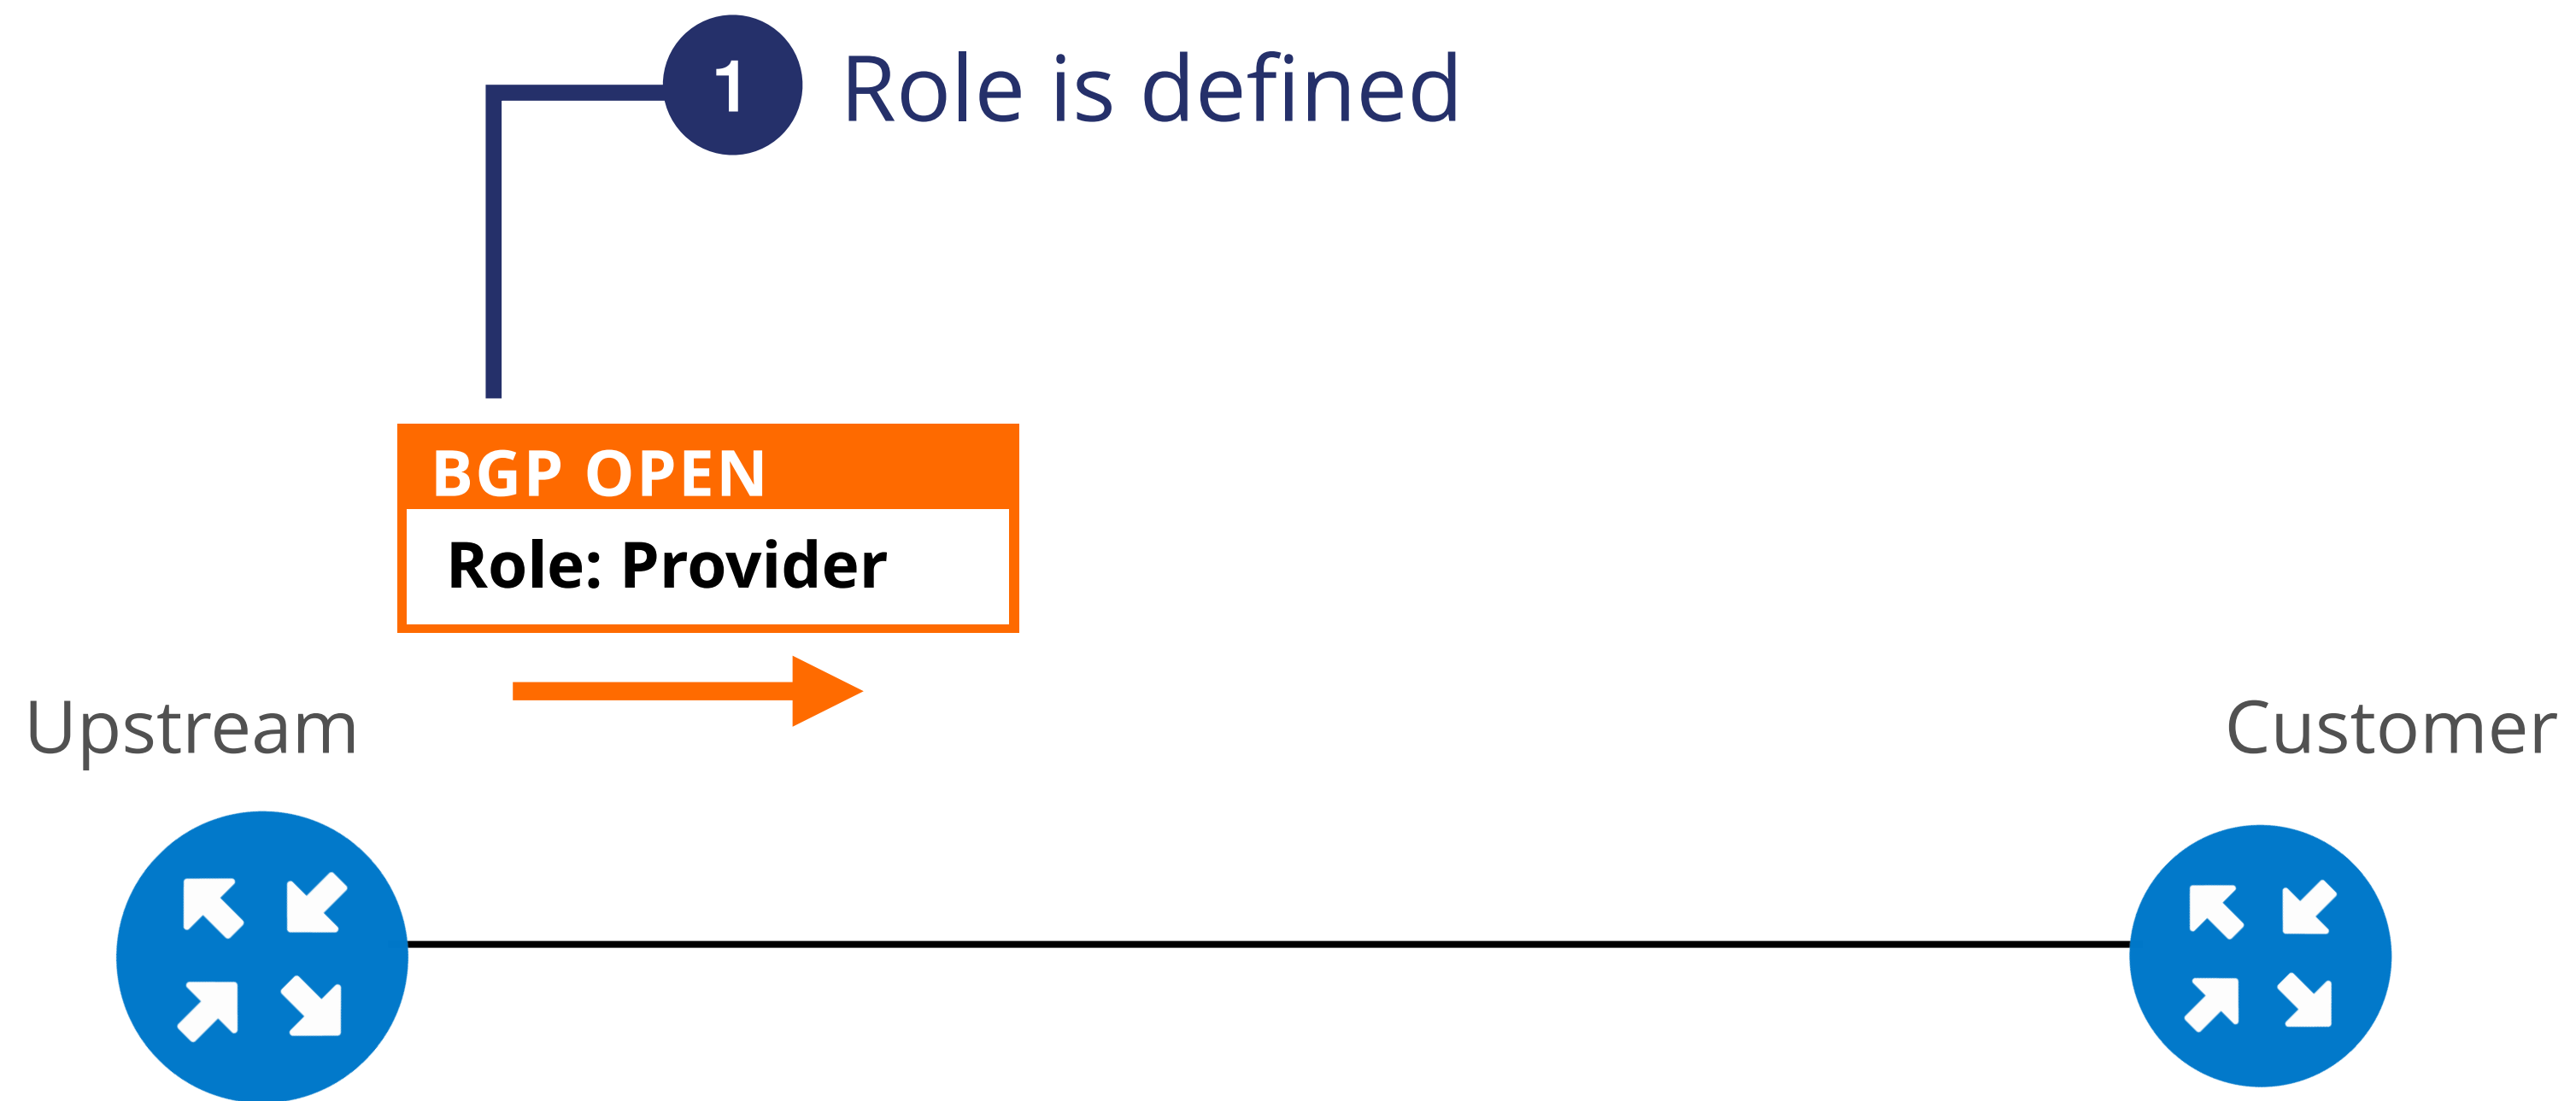 1
Role is defined
BGP OPEN
Role: Provider
Upstream
Customer